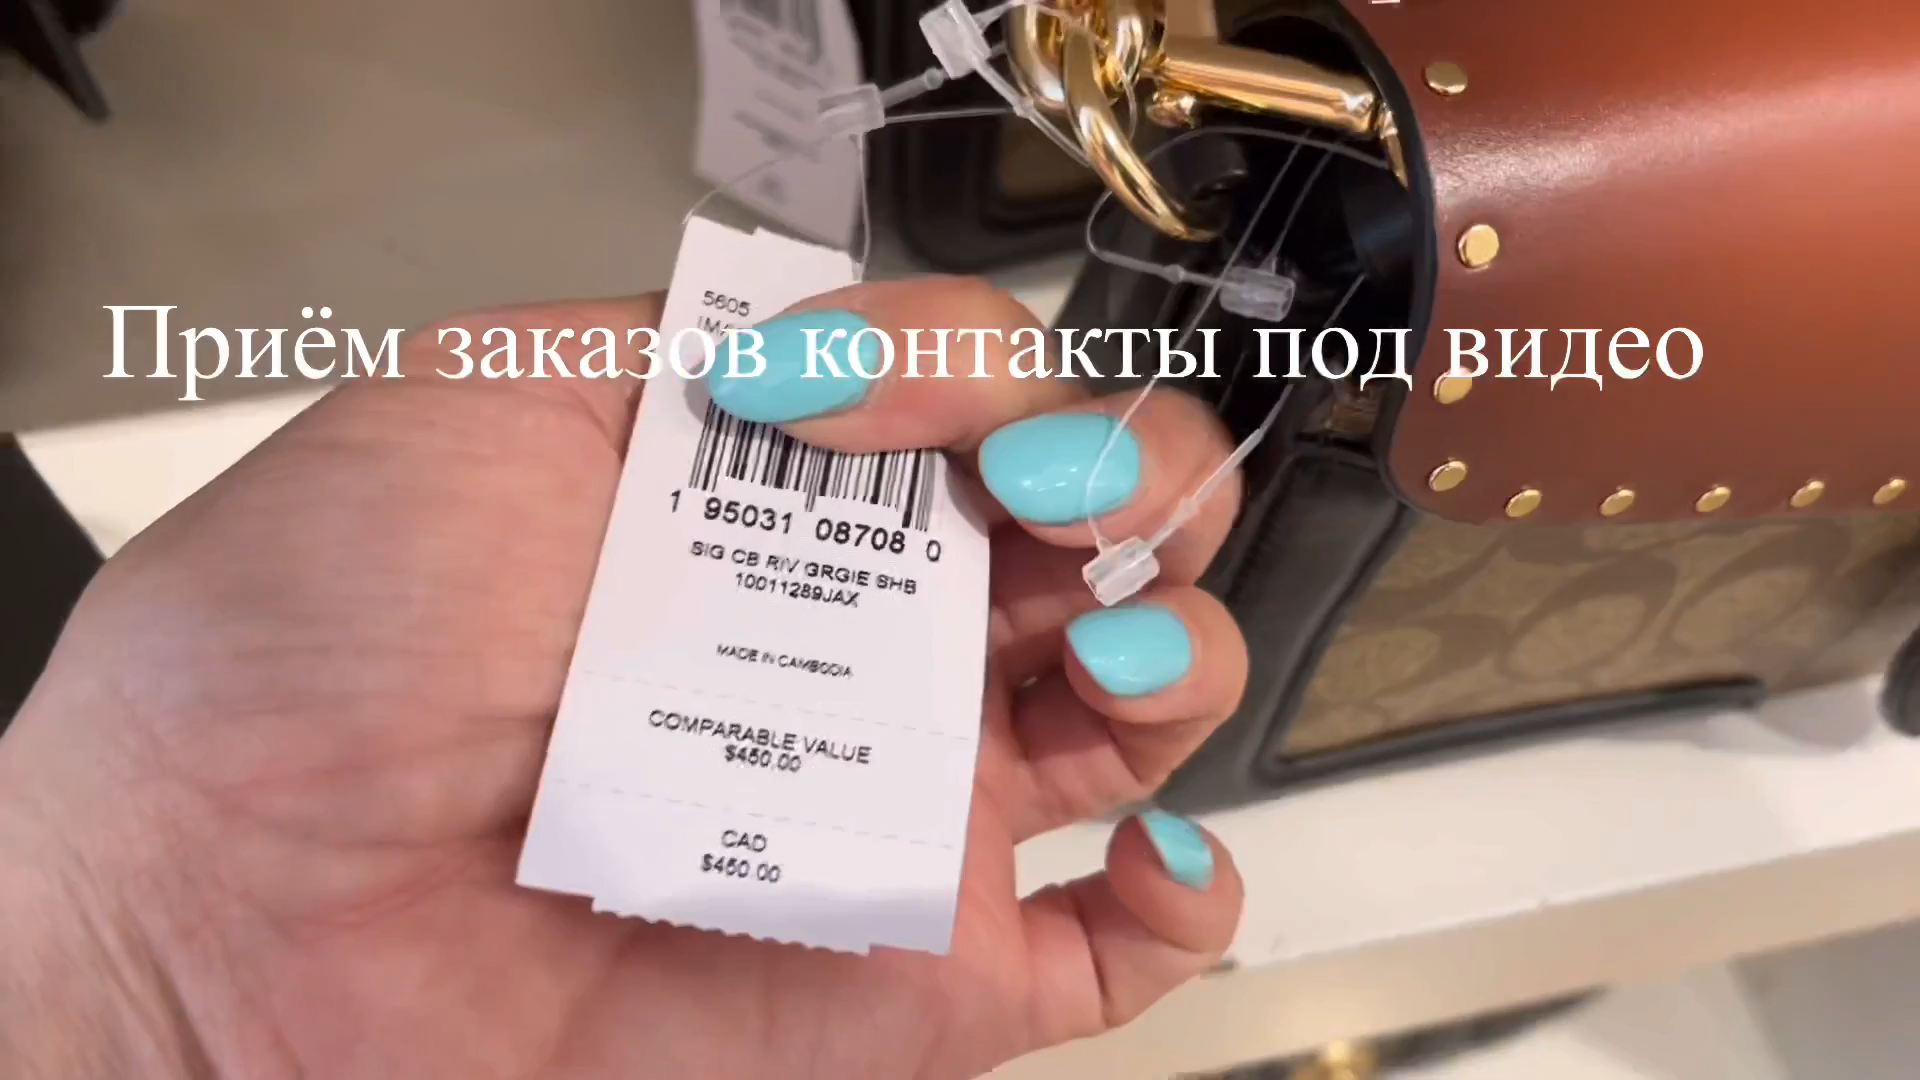 5605
Приём заказов контакты под видео
1 95031 08708 0
SIG CB RIV GRGIE SHB
10011289JAX
MADE IN CAMBODIA
COMPARABLE VALUE
$450.00
CAD
$450.00